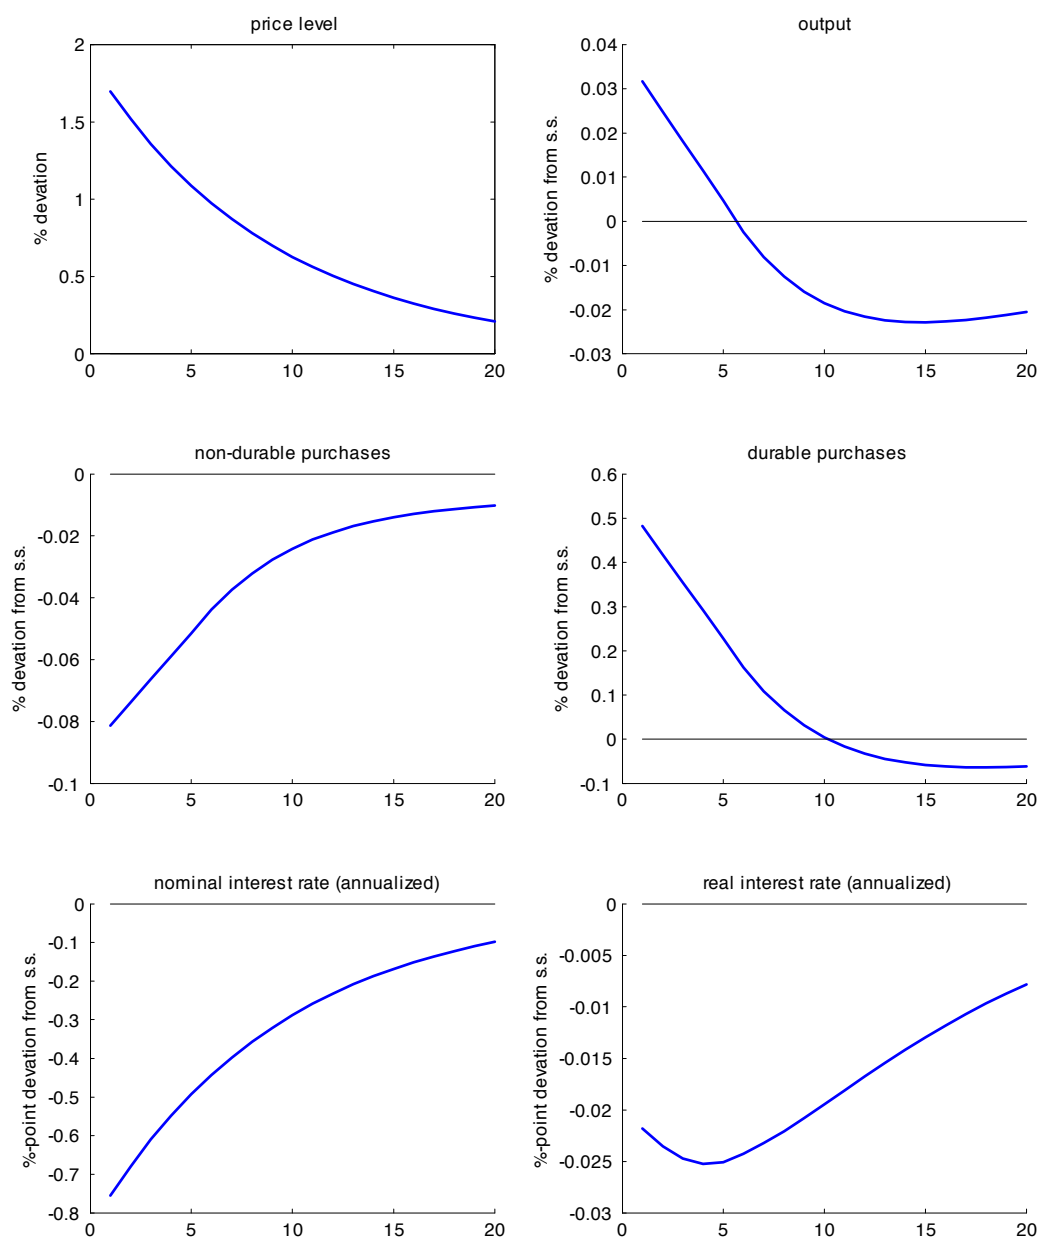 price level
% devation
2
1.5
1
0.5
0
0 5 10 15 20
output
% devation from s.s.
0.04
0.03
0.02
0.01
0
-0.01
-0.02
-0.03
0 5 10 15 20
non-durable purchases
% devation from s.s.
0
-0.02
-0.04
-0.06
-0.08
-0.1
0 5 10 15 20
durable purchases
% devation from s.s.
0.6
0.5
0.4
0.3
0.2
0.1
0
-0.1
0 5 10 15 20
nominal interest rate (annualized)
%-point devation from s.s.
0
-0.1
-0.2
-0.3
-0.4
-0.5
-0.6
-0.7
-0.8
0 5 10 15 20
real interest rate (annualized)
%-point devation from s.s.
0
-0.005
-0.01
-0.015
-0.02
-0.025
-0.03
0 5 10 15 20